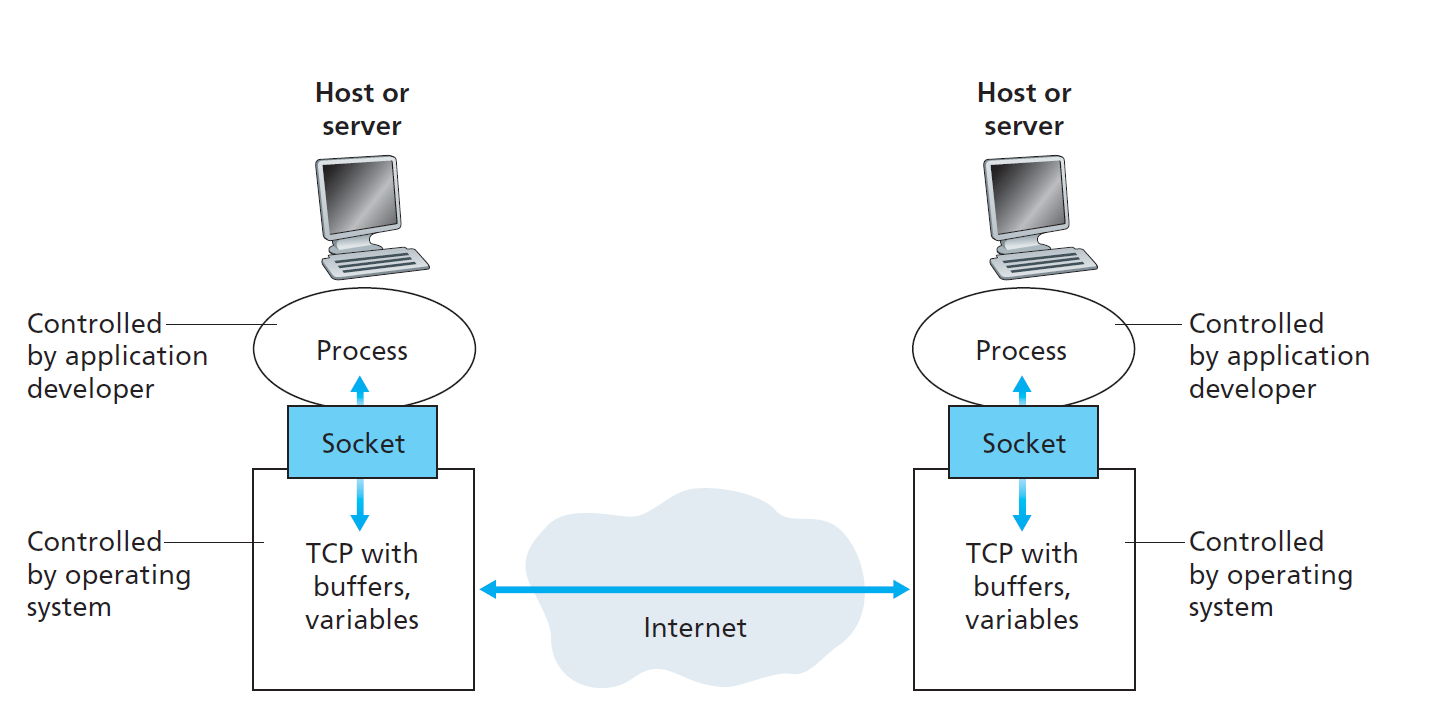 Host or
server
Host or
server
Controlled
by application
developer
Process
Process
Controlled
by application
developer
Socket
Socket
Controlled
by operating
system
TCP with
buffers,
variables
Internet
TCP with
buffers,
variables
Controlled
by operating
system